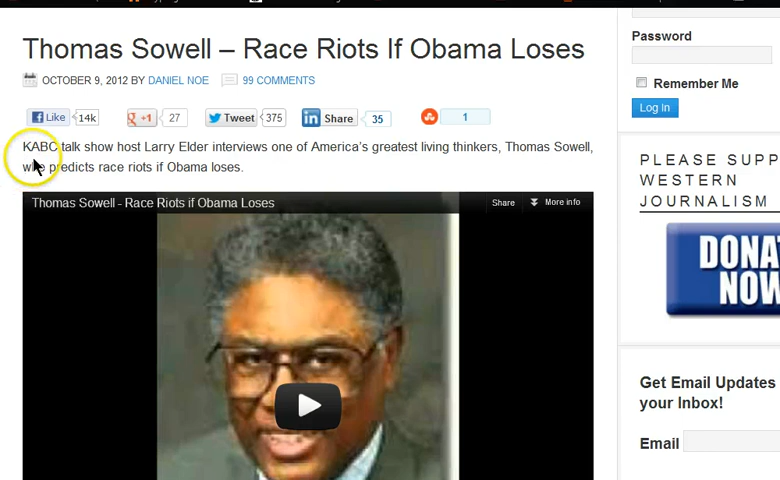 Thomas Sowell – Race Riots If Obama Loses
OCTOBER 9, 2012 BY DANIEL NOE 99 COMMENTS
Like 14k +1 27 Tweet 375 Share 35 1
KABC talk show host Larry Elder interviews one of America's greatest living thinkers, Thomas Sowell,
who predicts race riots if Obama loses.
Thomas Sowell - Race Riots if Obama Loses Share More info
Password
Remember Me
Log In
PLEASE SUPP
WESTERN
JOURNALISM
DONA
NOW
Get Email Updates
your Inbox!
Email